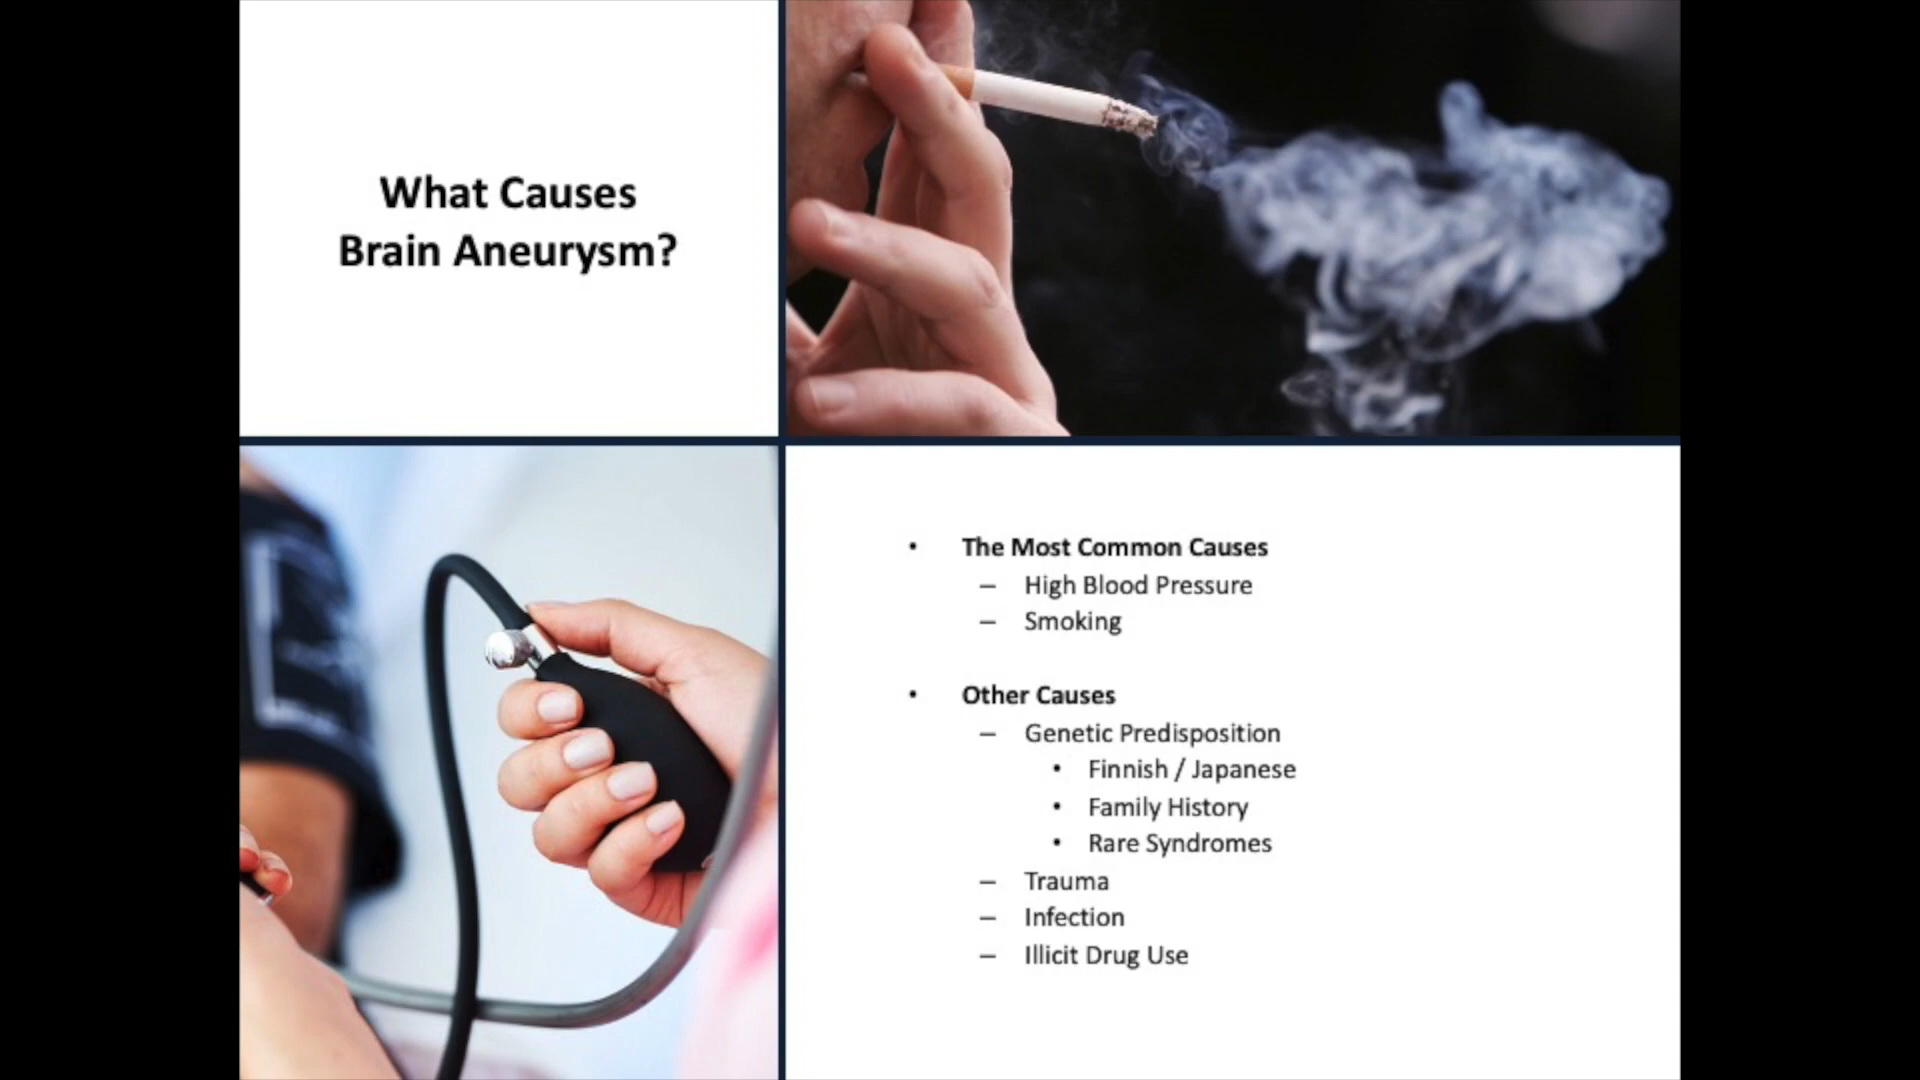 What Causes
Brain Aneurysm?
• The Most Common Causes
– High Blood Pressure
– Smoking
• Other Causes
– Genetic Predisposition
• Finnish / Japanese
• Family History
• Rare Syndromes
– Trauma
– Infection
– Illicit Drug Use